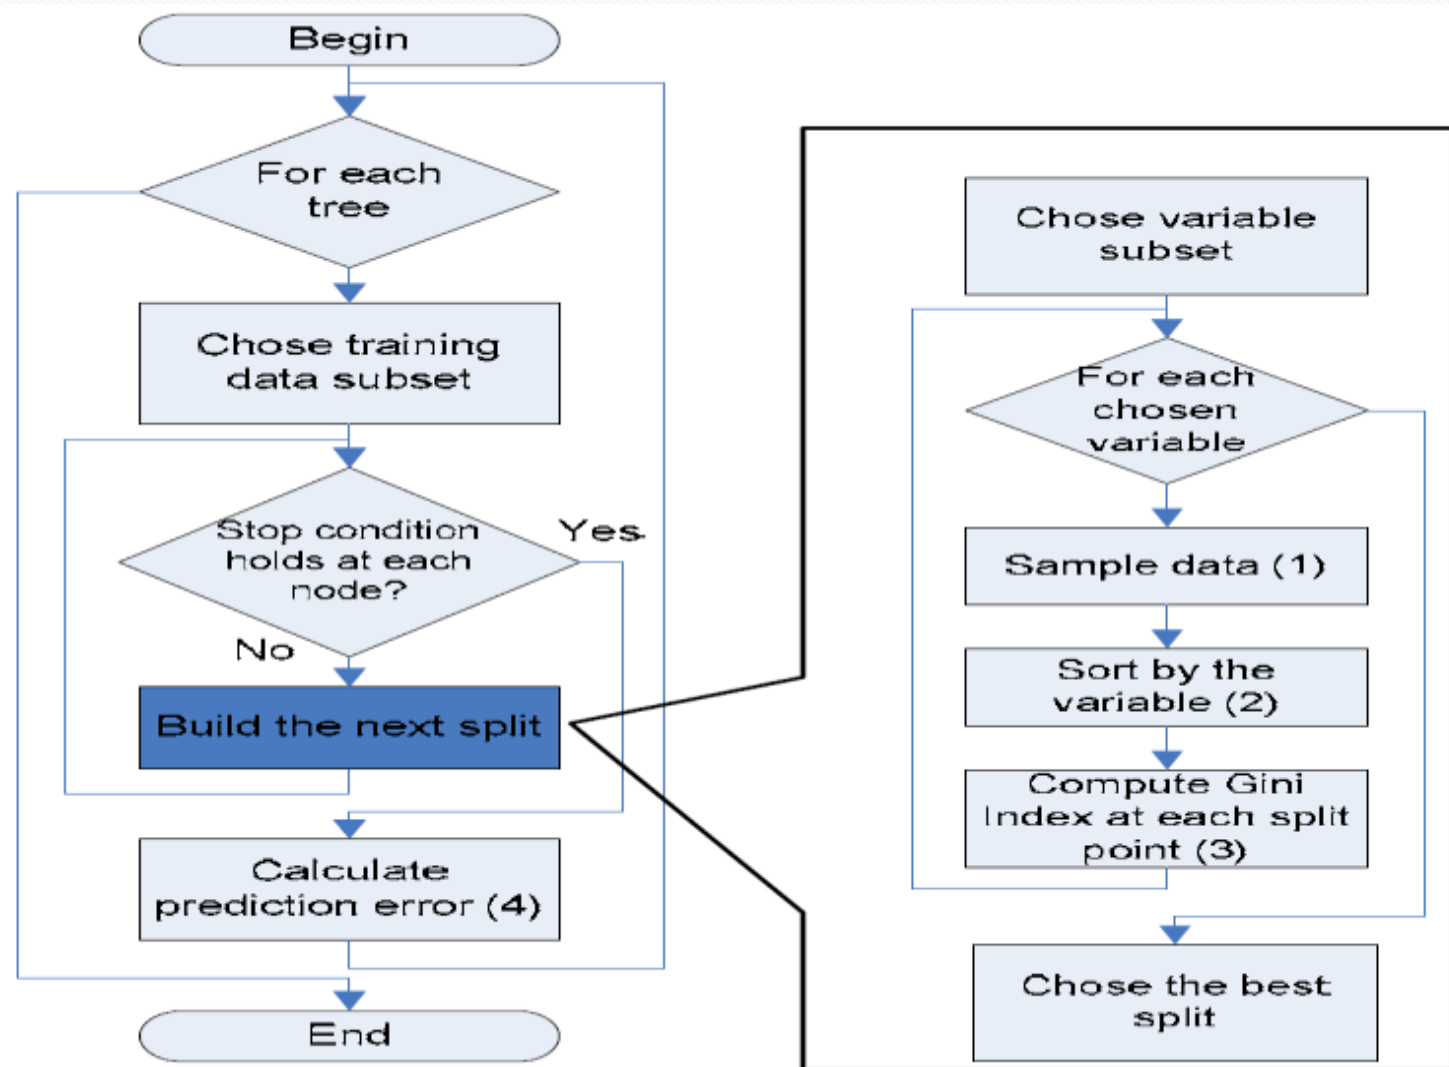 Begin
For each
tree
Chose training
data subset
Stop condition
holds at each
node?
Yes
No
Build the next split
Calculate
prediction error (4)
End
Chose variable
subset
For each
chosen
variable
Sample data (1)
Sort by the
variable (2)
Compute Gini
Index at each split
point (3)
Chose the best
split